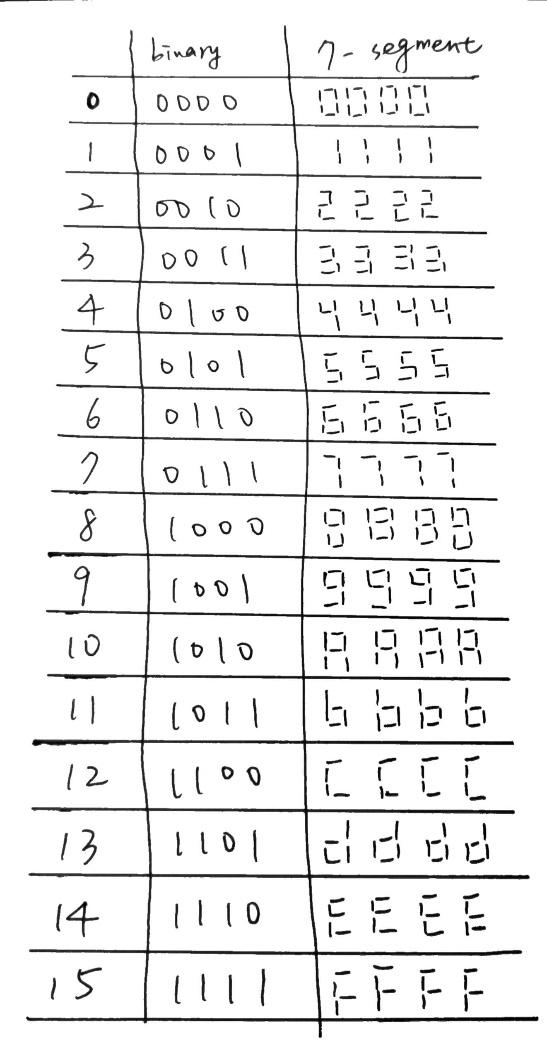 binary 7-segment
0 0000 0000
1 0001 1111
2 0010 2222
3 0011 3333
4 0100 4444
5 0101 5555
6 0110 6666
7 0111 7777
8 1000 8888
9 1001 9999
10 1010 AAAA
11 1011 bbbb
12 1100 CCCC
13 1101 dddd
14 1110 EEEE
15 1111 FFFF